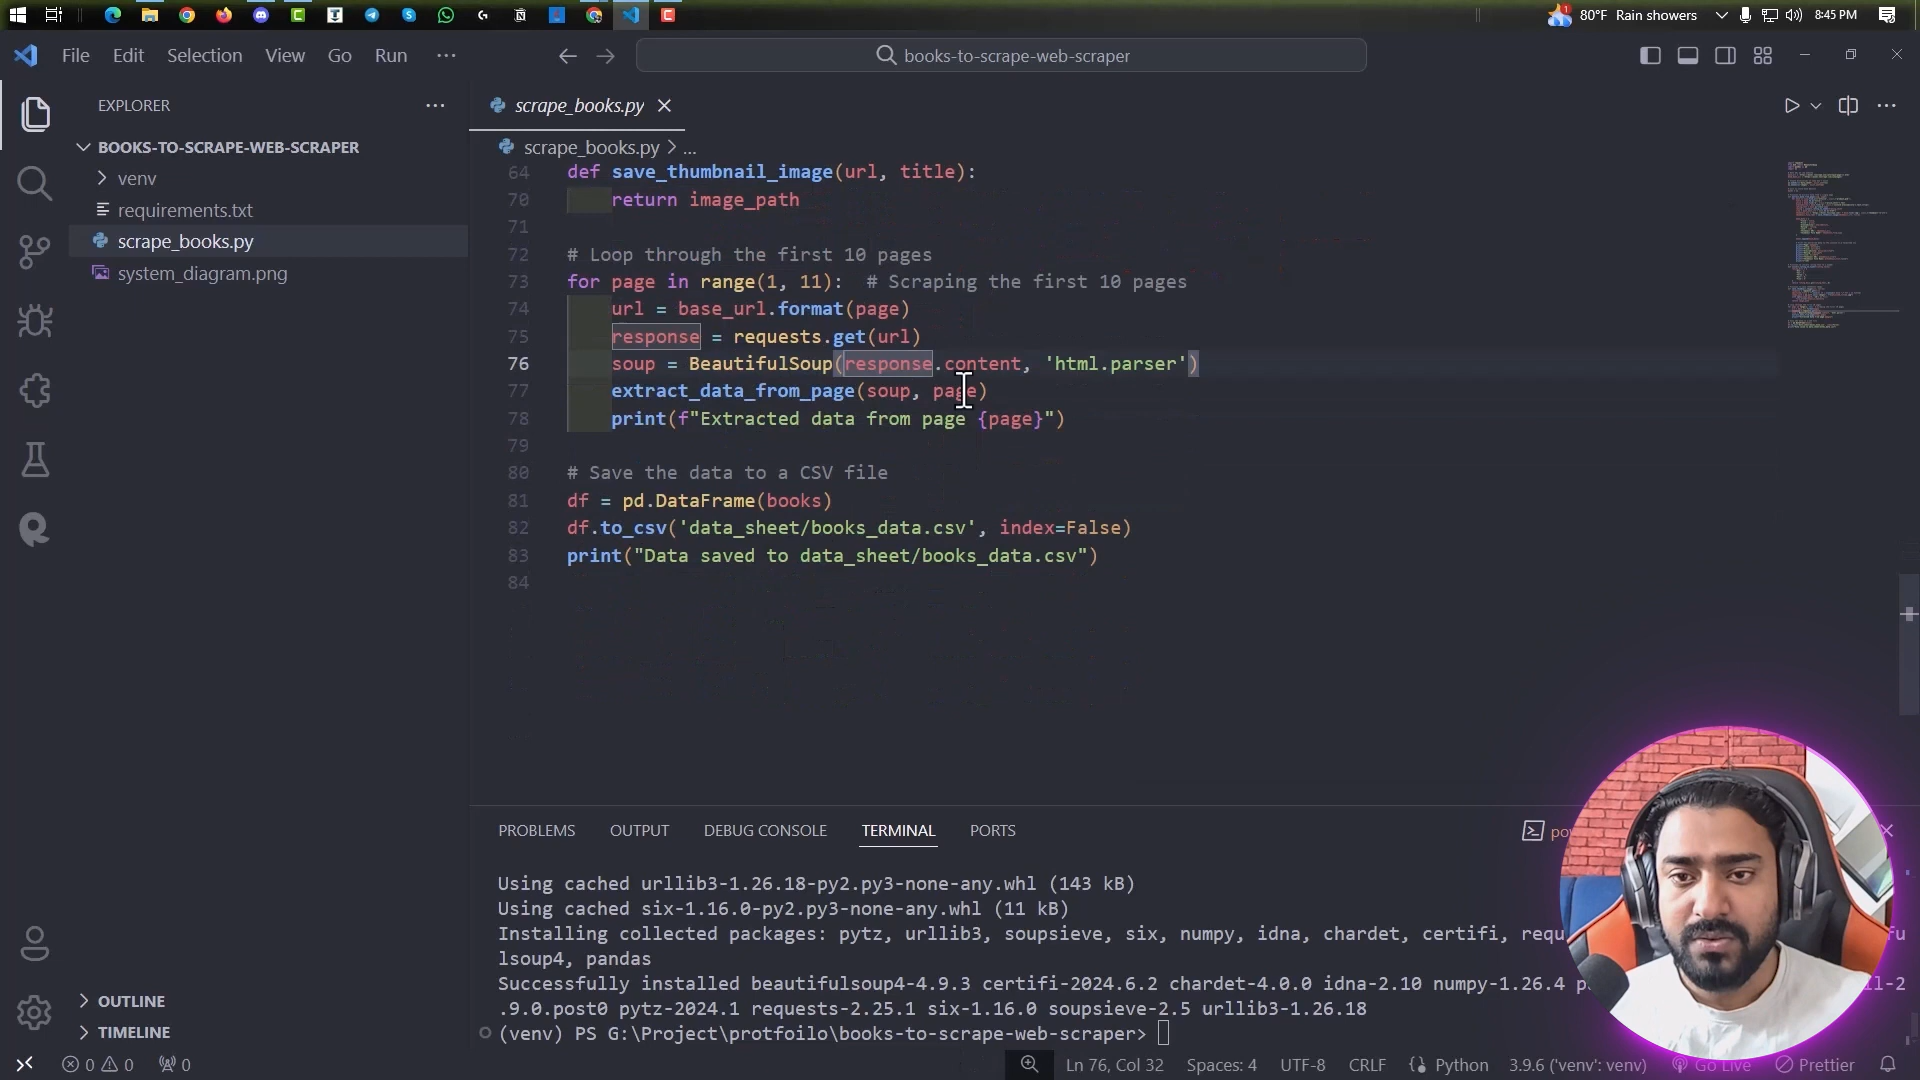 80°F Rain showers 8:45 PM
File Edit Selection View Go Run ···
books-to-scrape-web-scraper
EXPLORER
BOOKS-TO-SCRAPE-WEB-SCRAPER
venv
requirements.txt
scrape_books.py
system_diagram.png
OUTLINE
TIMELINE
scrape_books.py
scrape_books.py > ...
64 def save_thumbnail_image(url, title):
70 return image_path
71
72 # Loop through the first 10 pages
73 for page in range(1, 11): # Scraping the first 10 pages
74 url = base_url.format(page)
75 response = requests.get(url)
76 soup = BeautifulSoup(response.content, 'html.parser')
77 extract_data_from_page(soup, page)
78 print(f"Extracted data from page {page}")
79
80 # Save the data to a CSV file
81 df = pd.DataFrame(books)
82 df.to_csv('data_sheet/books_data.csv', index=False)
83 print("Data saved to data_sheet/books_data.csv")
84
PROBLEMS OUTPUT DEBUG CONSOLE TERMINAL PORTS
Using cached urllib3-1.26.18-py2.py3-none-any.whl (143 kB)
Using cached six-1.16.0-py2.py3-none-any.whl (11 kB)
Installing collected packages: pytz, urllib3, soupsieve, six, numpy, idna, chardet, certifi,
lsoup4, pandas
Successfully installed beautifulsoup4-4.9.3 certifi-2024.6.2 chardet-4.0.0 idna-2.10 numpy-1.26.4
.9.0.post0 pytz-2024.1 requests-2.25.1 six-1.16.0 soupsieve-2.5 urllib3-1.26.18
(venv) PS G:\Project\protfoilo\books-to-scrape-web-scraper>
0 0 0 Ln 76, Col 32 Spaces: 4 UTF-8 CRLF Python 3.9.6 ('venv': venv) Go Live Prettier